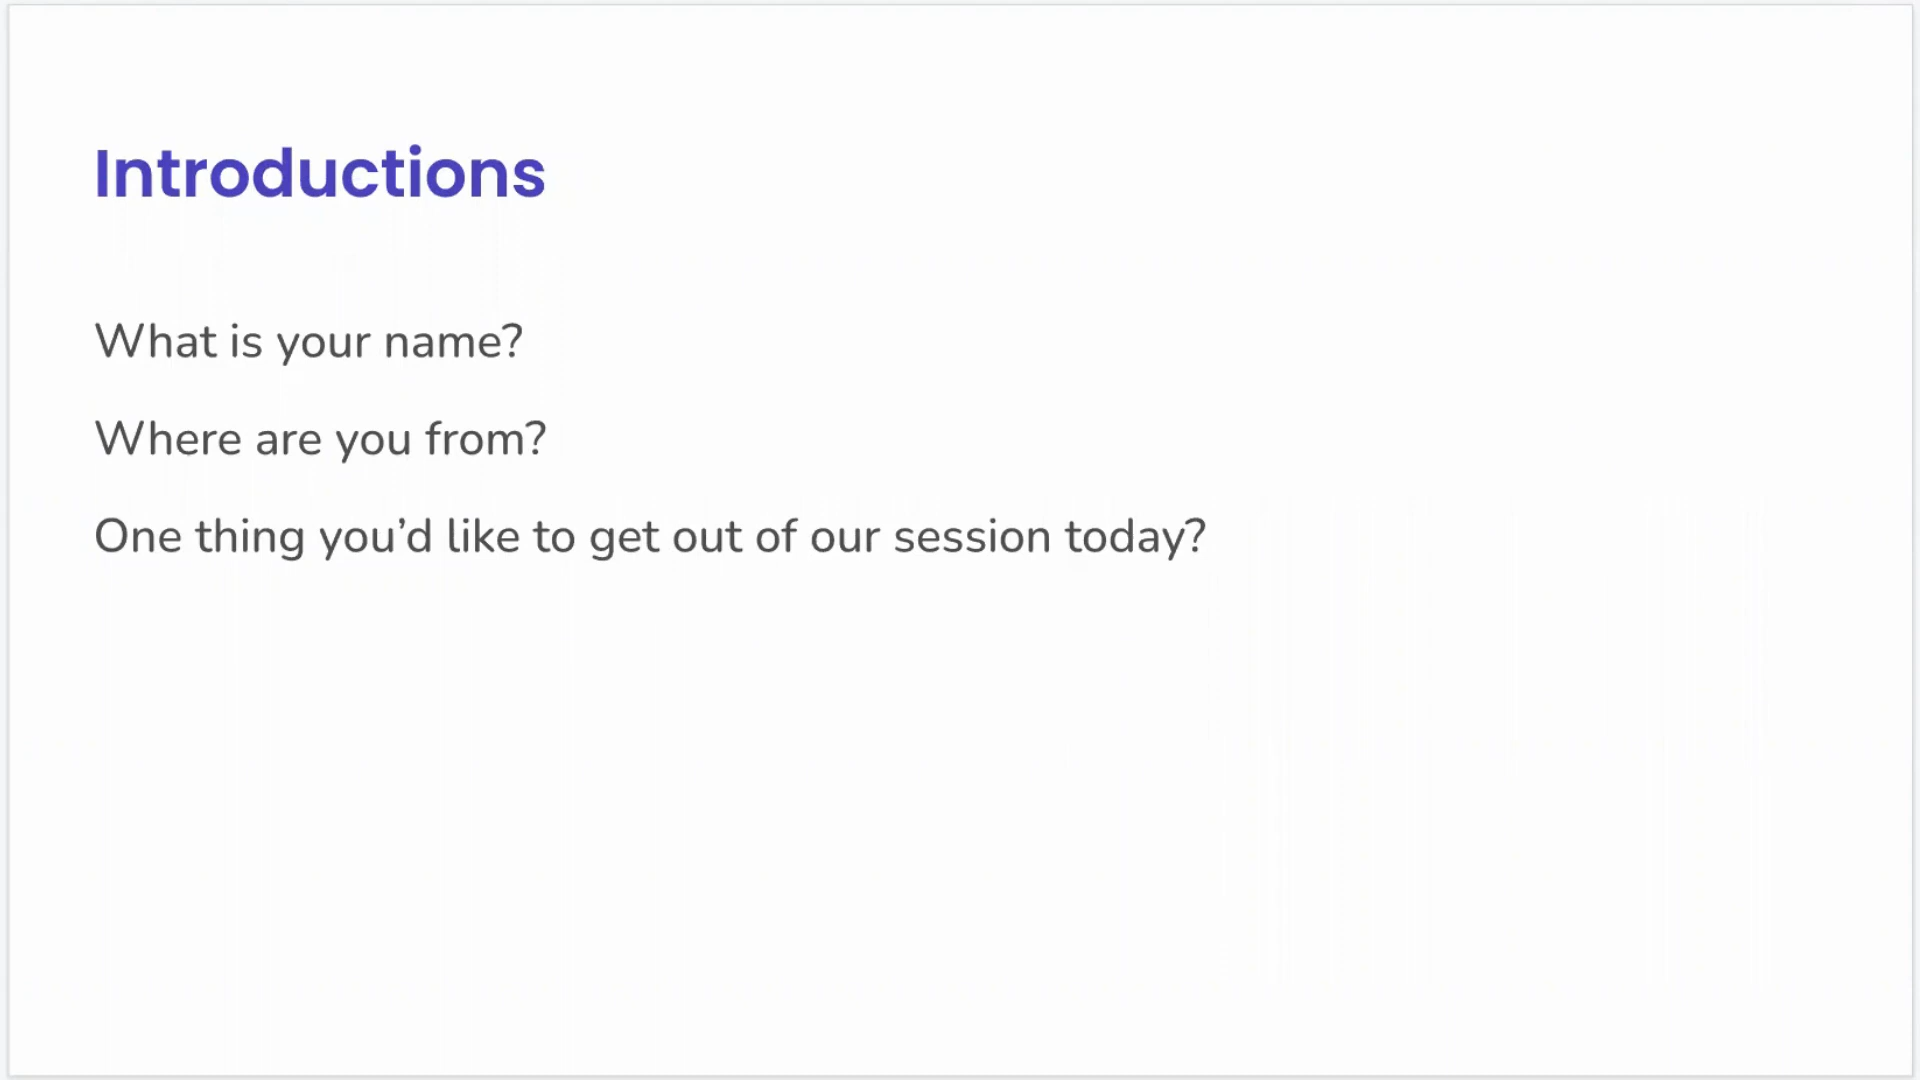 Introductions
What is your name?
Where are you from?
One thing you’d like to get out of our session today?